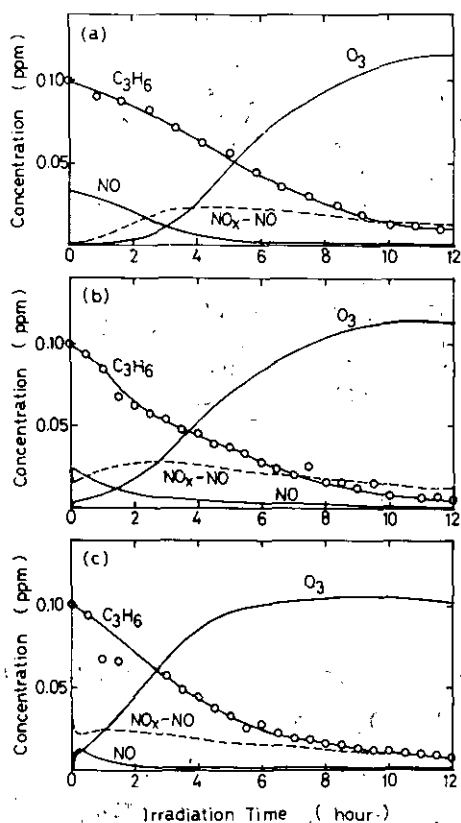 (a)
Concentration (ppm)
0.10
0.05
C₃H₆
O₃
NO
NOx-NO
0 2 4 6 8 10 12
(b)
Concentration (ppm)
0.10
0.05
C₃H₆
O₃
NOx-NO
NO
0 2 4 6 8 10 12
(c)
Concentration (ppm)
0.10
0.05
C₃H₆
O₃
NOx-NO
NO
0 2 4 6 8 10 12
Irradiation Time (hour)